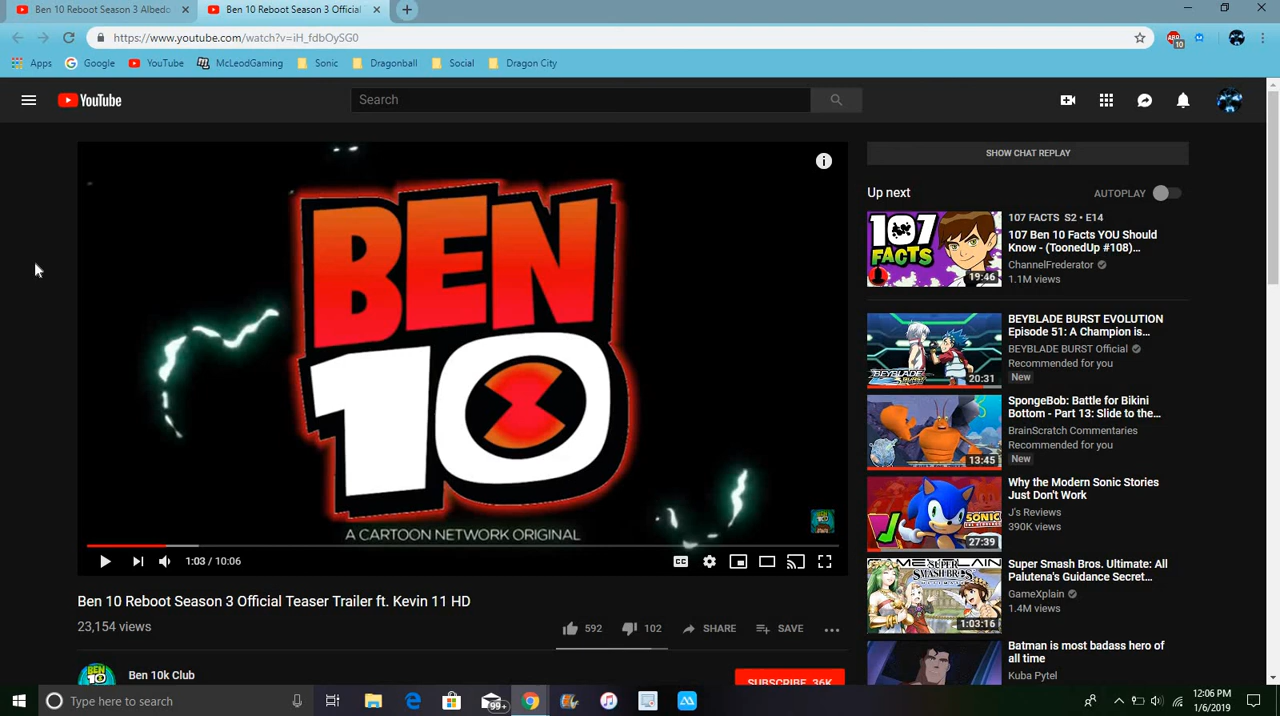 Ben 10 Reboot Season 3 Albedo
Ben 10 Reboot Season 3 Official
https://www.youtube.com/watch?v=iH_fdbOySG0
ABP
10
Apps
Google
YouTube
McLeodGaming
Sonic
Dragonball
Social
Dragon City
YouTube
Search
BEN
10
A CARTOON NETWORK ORIGINAL
1:03 / 10:06
CC
Ben 10 Reboot Season 3 Official Teaser Trailer ft. Kevin 11 HD
23,154 views
592
102
SHARE
SAVE
Ben 10k Club
SUBSCRIBE 36K
SHOW CHAT REPLAY
Up next
AUTOPLAY
107
FACTS
19:46
107 FACTS S2 • E14
107 Ben 10 Facts YOU Should
Know - (ToonedUp #108)...
ChannelFrederator
1.1M views
BEYBLADE
20:31
BEYBLADE BURST EVOLUTION
Episode 51: A Champion is...
BEYBLADE BURST Official
Recommended for you
New
13:45
SpongeBob: Battle for Bikini
Bottom - Part 13: Slide to the...
BrainScratch Commentaries
Recommended for you
New
SONIC
27:39
Why the Modern Sonic Stories
Just Don't Work
J's Reviews
390K views
SUPER
SMASH BROS.
1:03:16
Super Smash Bros. Ultimate: All
Palutena's Guidance Secret...
GameXplain
1.4M views
Batman is most badass hero of
all time
Kuba Pytel
Type here to search
99+
12:06 PM
1/6/2019